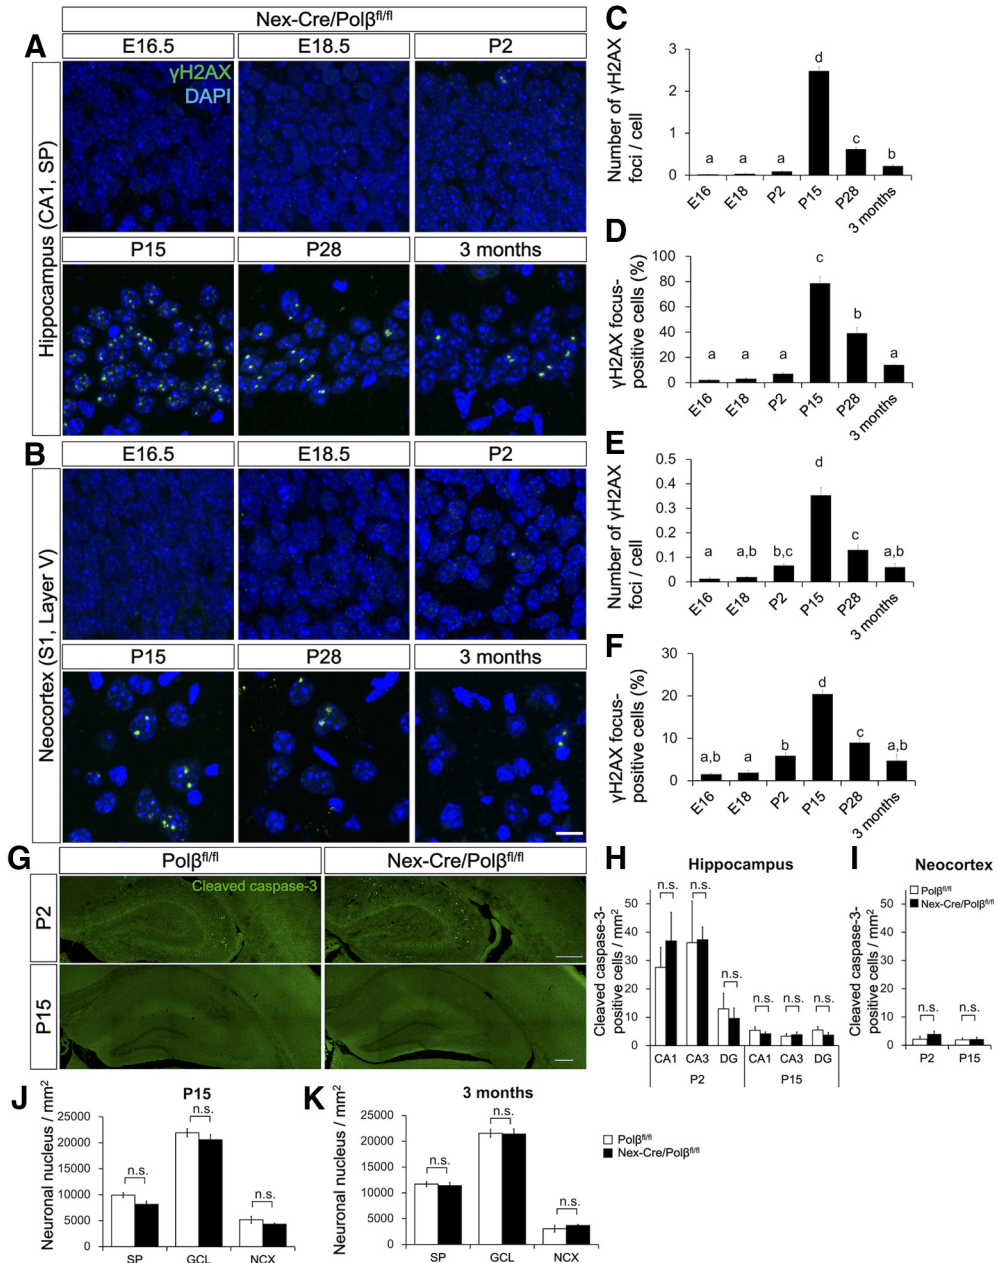 Nex-Cre/Polβfl/fl
A
E16.5
E18.5
P2
γH2AX
DAPI
P15
P28
3 months
Hippocampus (CA1, SP)
B
E16.5
E18.5
P2
P15
P28
3 months
Neocortex (S1, Layer V)
C
Number of γH2AX
foci / cell
3
2
1
0
a
a
a
d
c
b
E16
E18
P2
P15
P28
3 months
D
γH2AX focus-
positive cells (%)
100
80
60
40
20
0
a
a
a
c
b
a
E16
E18
P2
P15
P28
3 months
E
Number of γH2AX
foci / cell
0.5
0.4
0.3
0.2
0.1
0
a
a,b
b,c
d
c
a,b
E16
E18
P2
P15
P28
3 months
F
γH2AX focus-
positive cells (%)
30
20
10
0
a,b
a
b
d
c
a,b
E16
E18
P2
P15
P28
3 months
G
Polβfl/fl
Nex-Cre/Polβfl/fl
Cleaved caspase-3
P2
P15
H
Hippocampus
Cleaved caspase-3-
positive cells / mm2
50
40
30
20
10
0
n.s.
n.s.
n.s.
n.s.
n.s.
n.s.
CA1
CA3
DG
CA1
CA3
DG
P2
P15
I
Neocortex
Polβfl/fl
Nex-Cre/Polβfl/fl
Cleaved caspase-3-
positive cells / mm2
50
40
30
20
10
0
n.s.
n.s.
P2
P15
J
P15
Neuronal nucleus / mm2
25000
20000
15000
10000
5000
0
n.s.
n.s.
n.s.
SP
GCL
NCX
K
3 months
Neuronal nucleus / mm2
25000
20000
15000
10000
5000
0
n.s.
n.s.
n.s.
SP
GCL
NCX
Polβfl/fl
Nex-Cre/Polβfl/fl